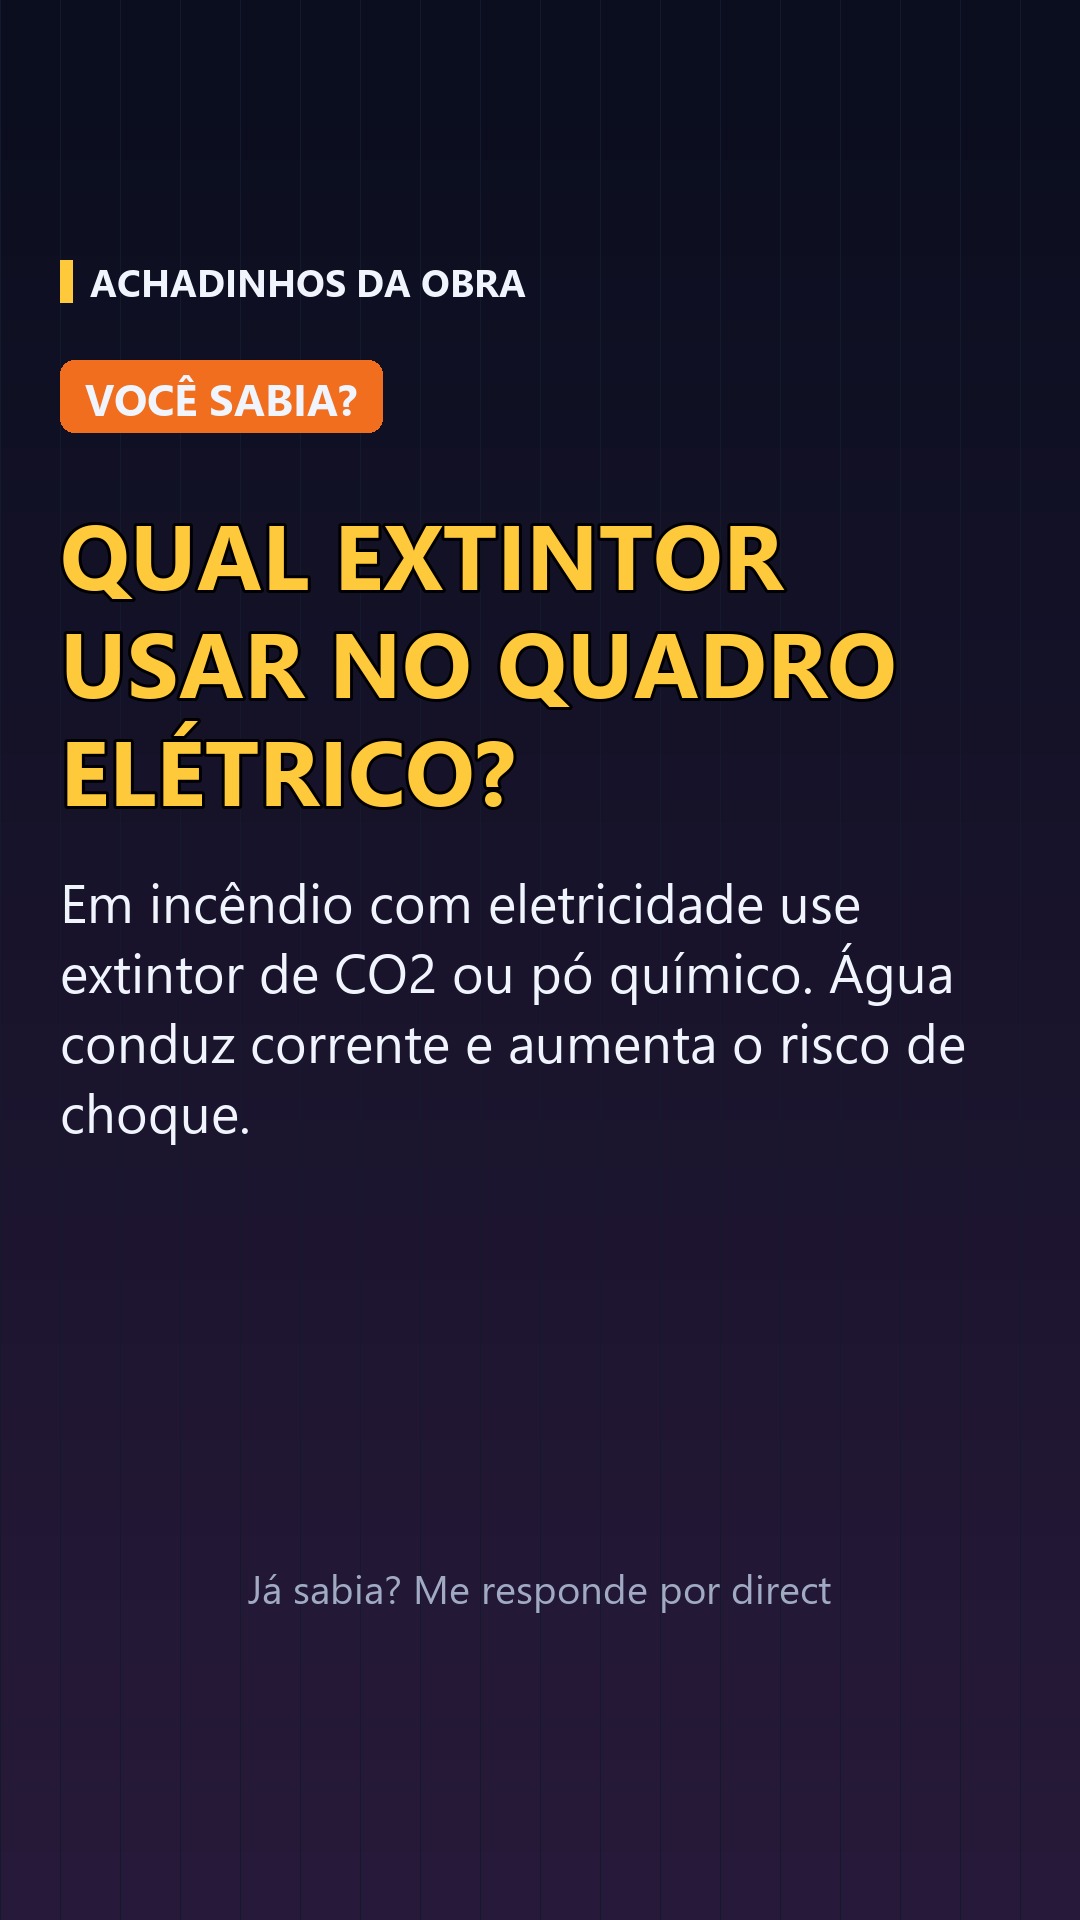 ACHADINHOS DA OBRA
VOCÊ SABIA?
QUAL EXTINTOR
USAR NO QUADRO
ELÉTRICO?
Em incêndio com eletricidade use
extintor de CO2 ou pó químico. Água
conduz corrente e aumenta o risco de
choque.
Já sabia? Me responde por direct